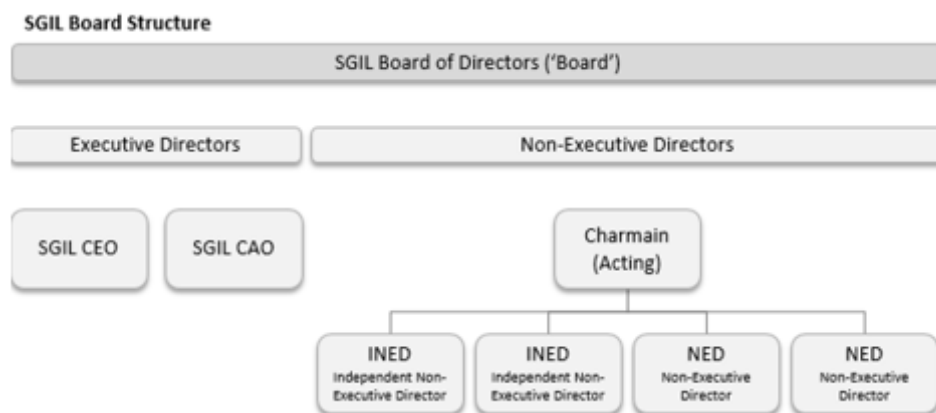 SGIL Board Structure
SGIL Board of Directors ('Board')
Executive Directors
Non-Executive Directors
SGIL CEO
SGIL CAO
Charmain
(Acting)
INED
Independent Non-
Executive Director
INED
Independent Non-
Executive Director
NED
Non-Executive
Director
NED
Non-Executive
Director